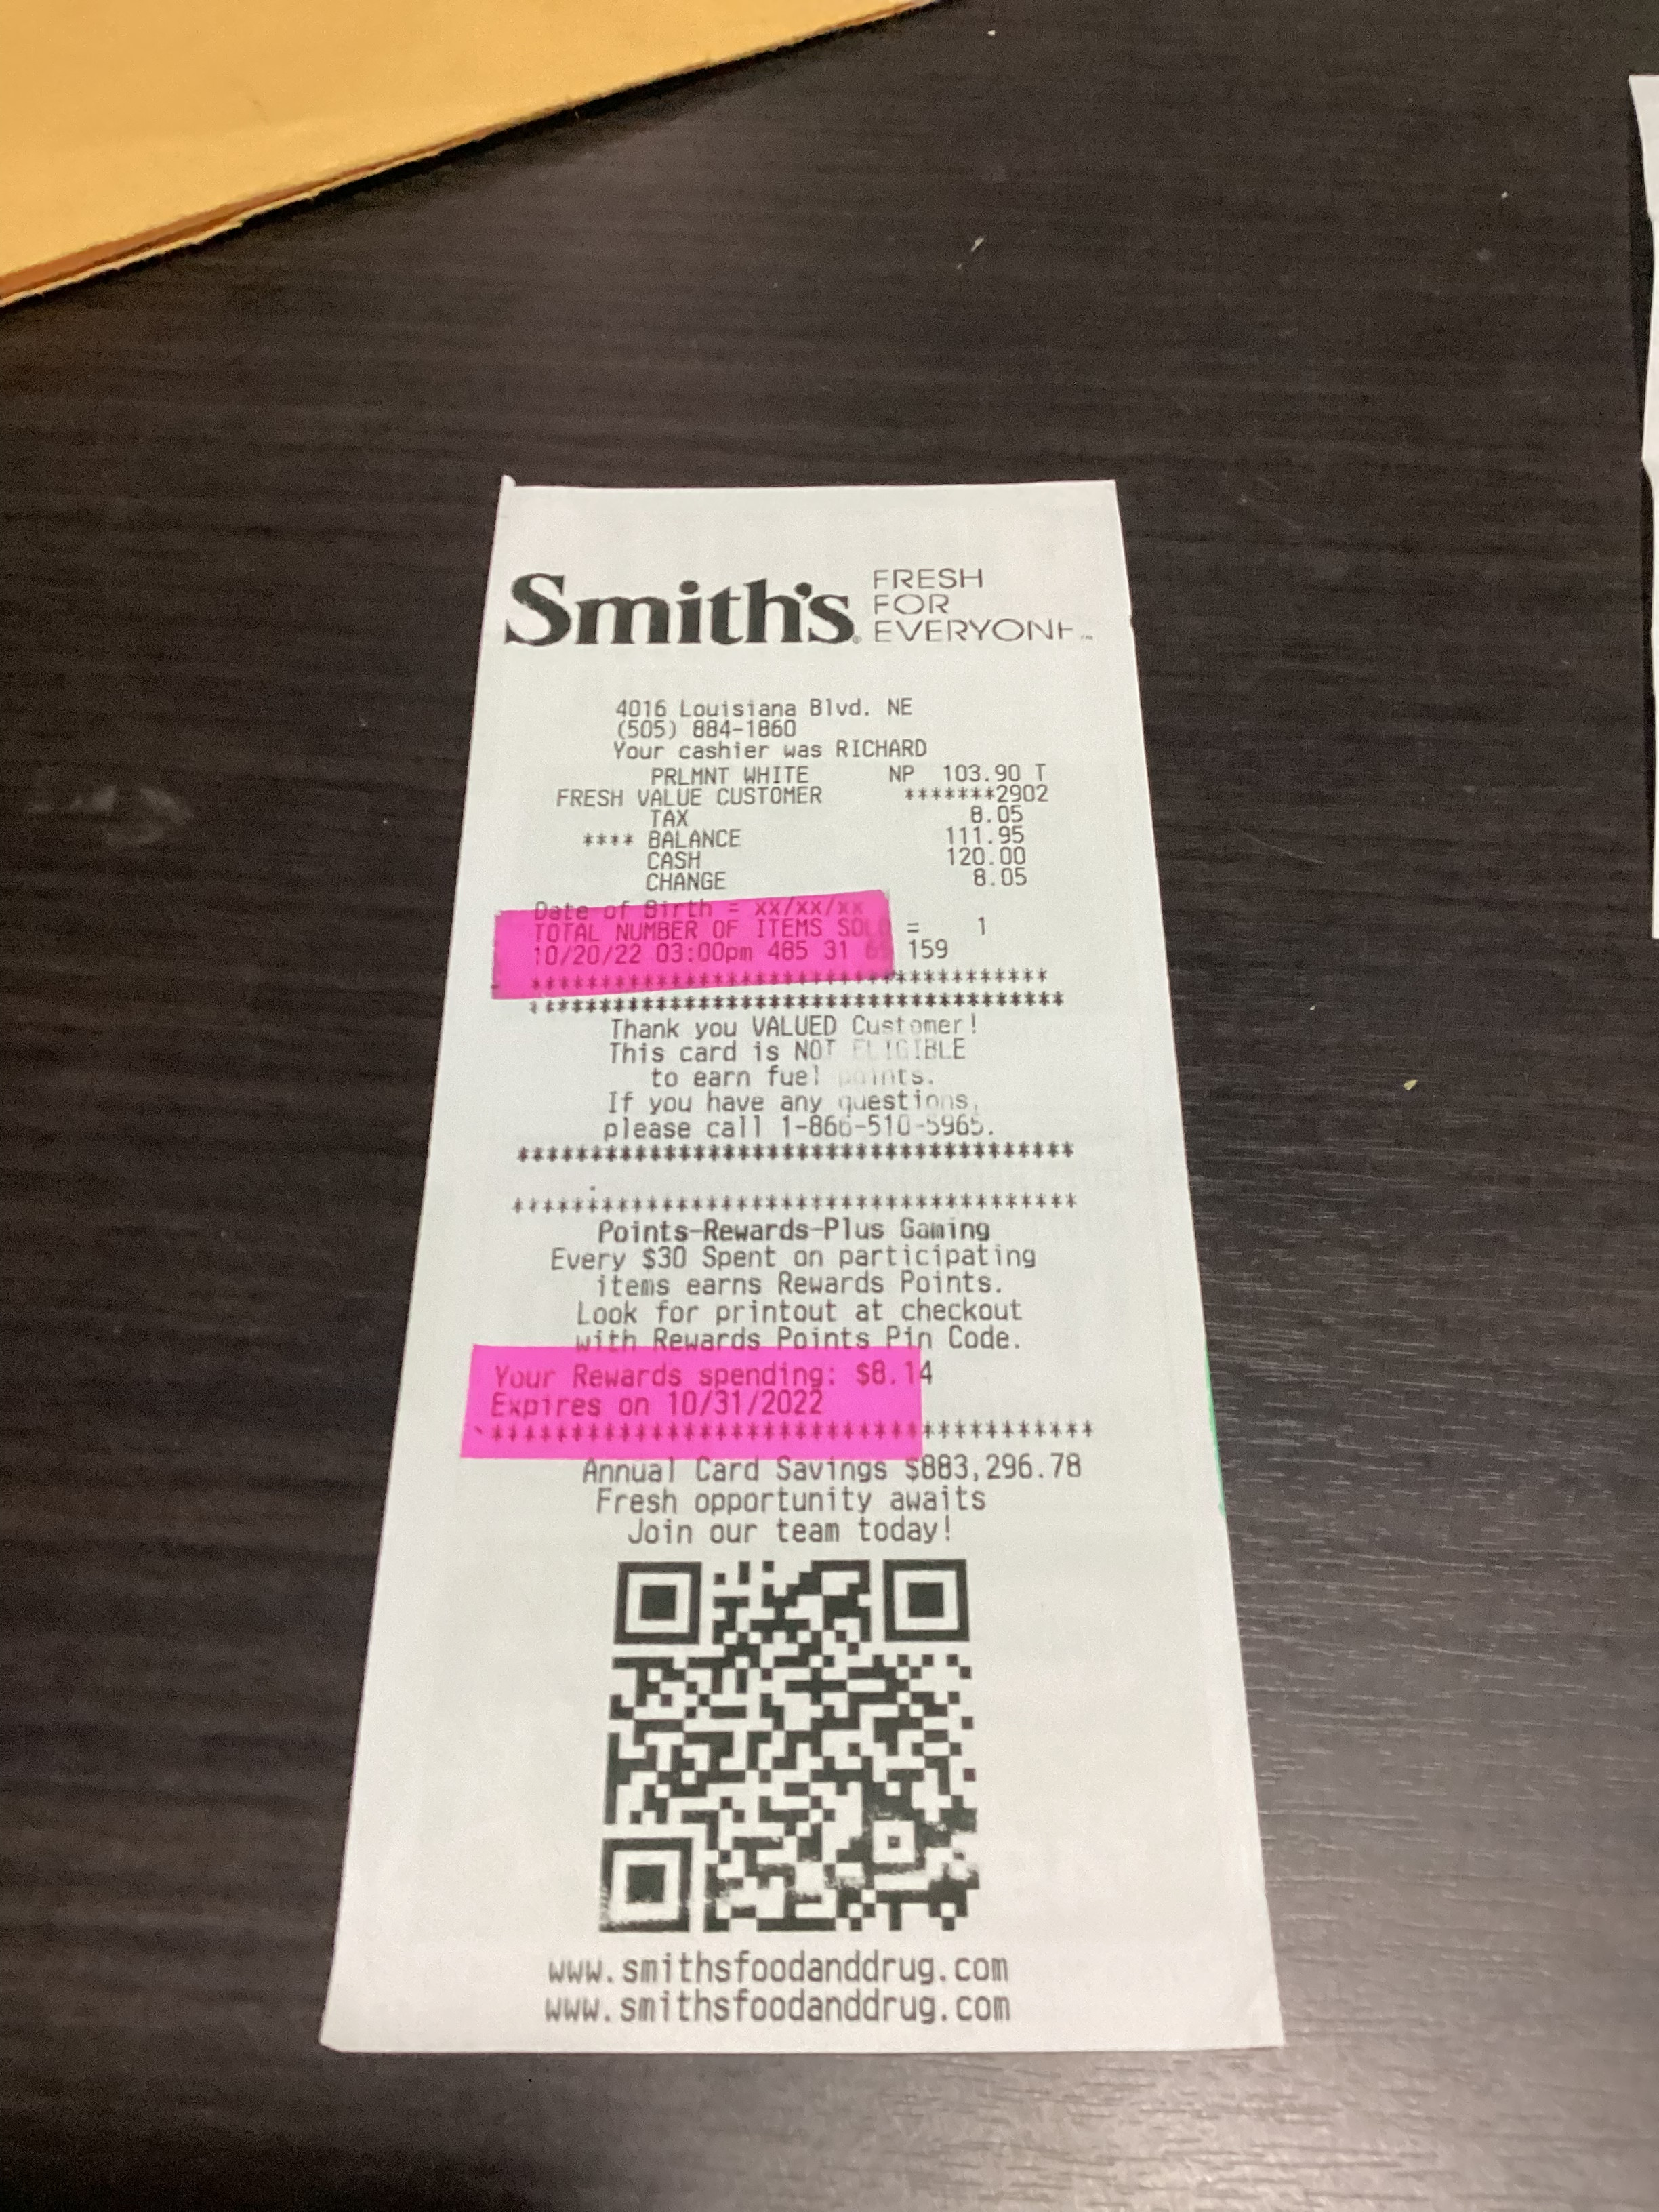 Smith's® FRESH
FOR
EVERYONE™
4016 Louisiana Blvd. NE
(505) 884-1860
Your cashier was RICHARD
PRLMNT WHITE NP 103.90 T
FRESH VALUE CUSTOMER *******2902
TAX 8.05
**** BALANCE 111.95
CASH 120.00
CHANGE 8.05
Date of Birth = xx/xx/xx
TOTAL NUMBER OF ITEMS SOLD = 1
10/20/22 03:00pm 485 31 159
************************************
*************************************
Thank you VALUED Customer!
This card is NOT ELIGIBLE
to earn fuel points.
If you have any questions,
please call 1-866-510-5965.
**************************************
**************************************
Points-Rewards-Plus Gaming
Every $30 Spent on participating
items earns Rewards Points.
Look for printout at checkout
with Rewards Points Pin Code.
Your Rewards spending: $8.14
Expires on 10/31/2022
**************************************
Annual Card Savings $883,296.78
Fresh opportunity awaits
Join our team today!
www.smithsfoodanddrug.com
www.smithsfoodanddrug.com